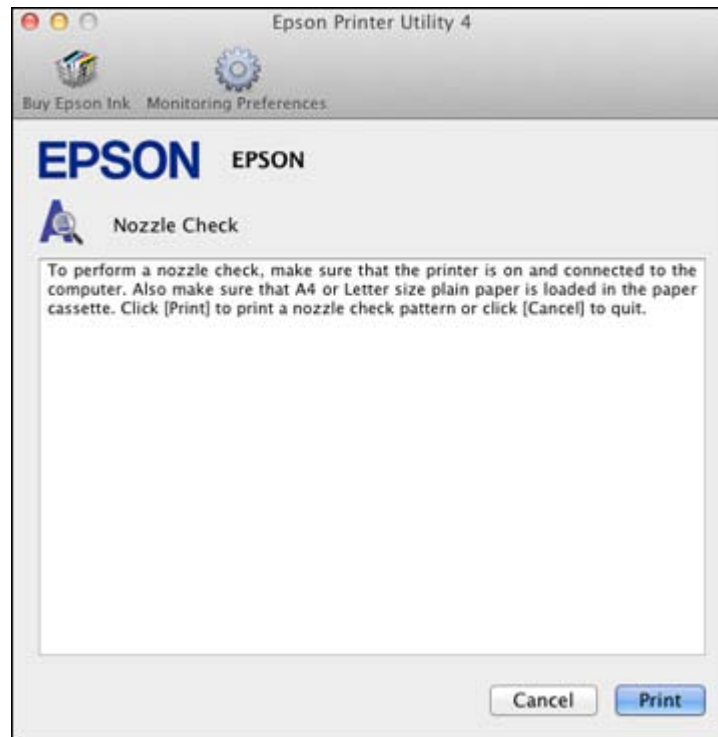 Epson Printer Utility 4
Buy Epson Ink Monitoring Preferences
EPSON EPSON
Nozzle Check
To perform a nozzle check, make sure that the printer is on and connected to the
computer. Also make sure that A4 or Letter size plain paper is loaded in the paper
cassette. Click [Print] to print a nozzle check pattern or click [Cancel] to quit.
Cancel Print